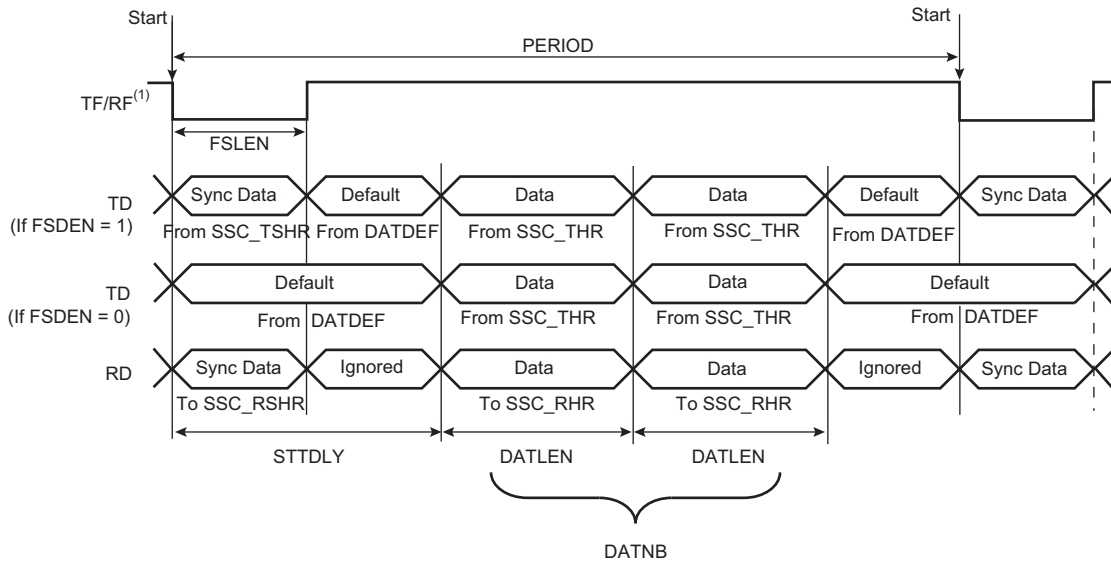 Start Start
PERIOD
TF/RF(1)
FSLEN
TD
(If FSDEN = 1)
Sync Data Default Data Data Default Sync Data
From SSC_TSHR From DATDEF From SSC_THR From SSC_THR From DATDEF
TD
(If FSDEN = 0)
Default Data Data Default
From DATDEF From SSC_THR From SSC_THR From DATDEF
RD
Sync Data Ignored Data Data Ignored Sync Data
To SSC_RSHR To SSC_RHR To SSC_RHR
STTDLY DATLEN DATLEN
DATNB